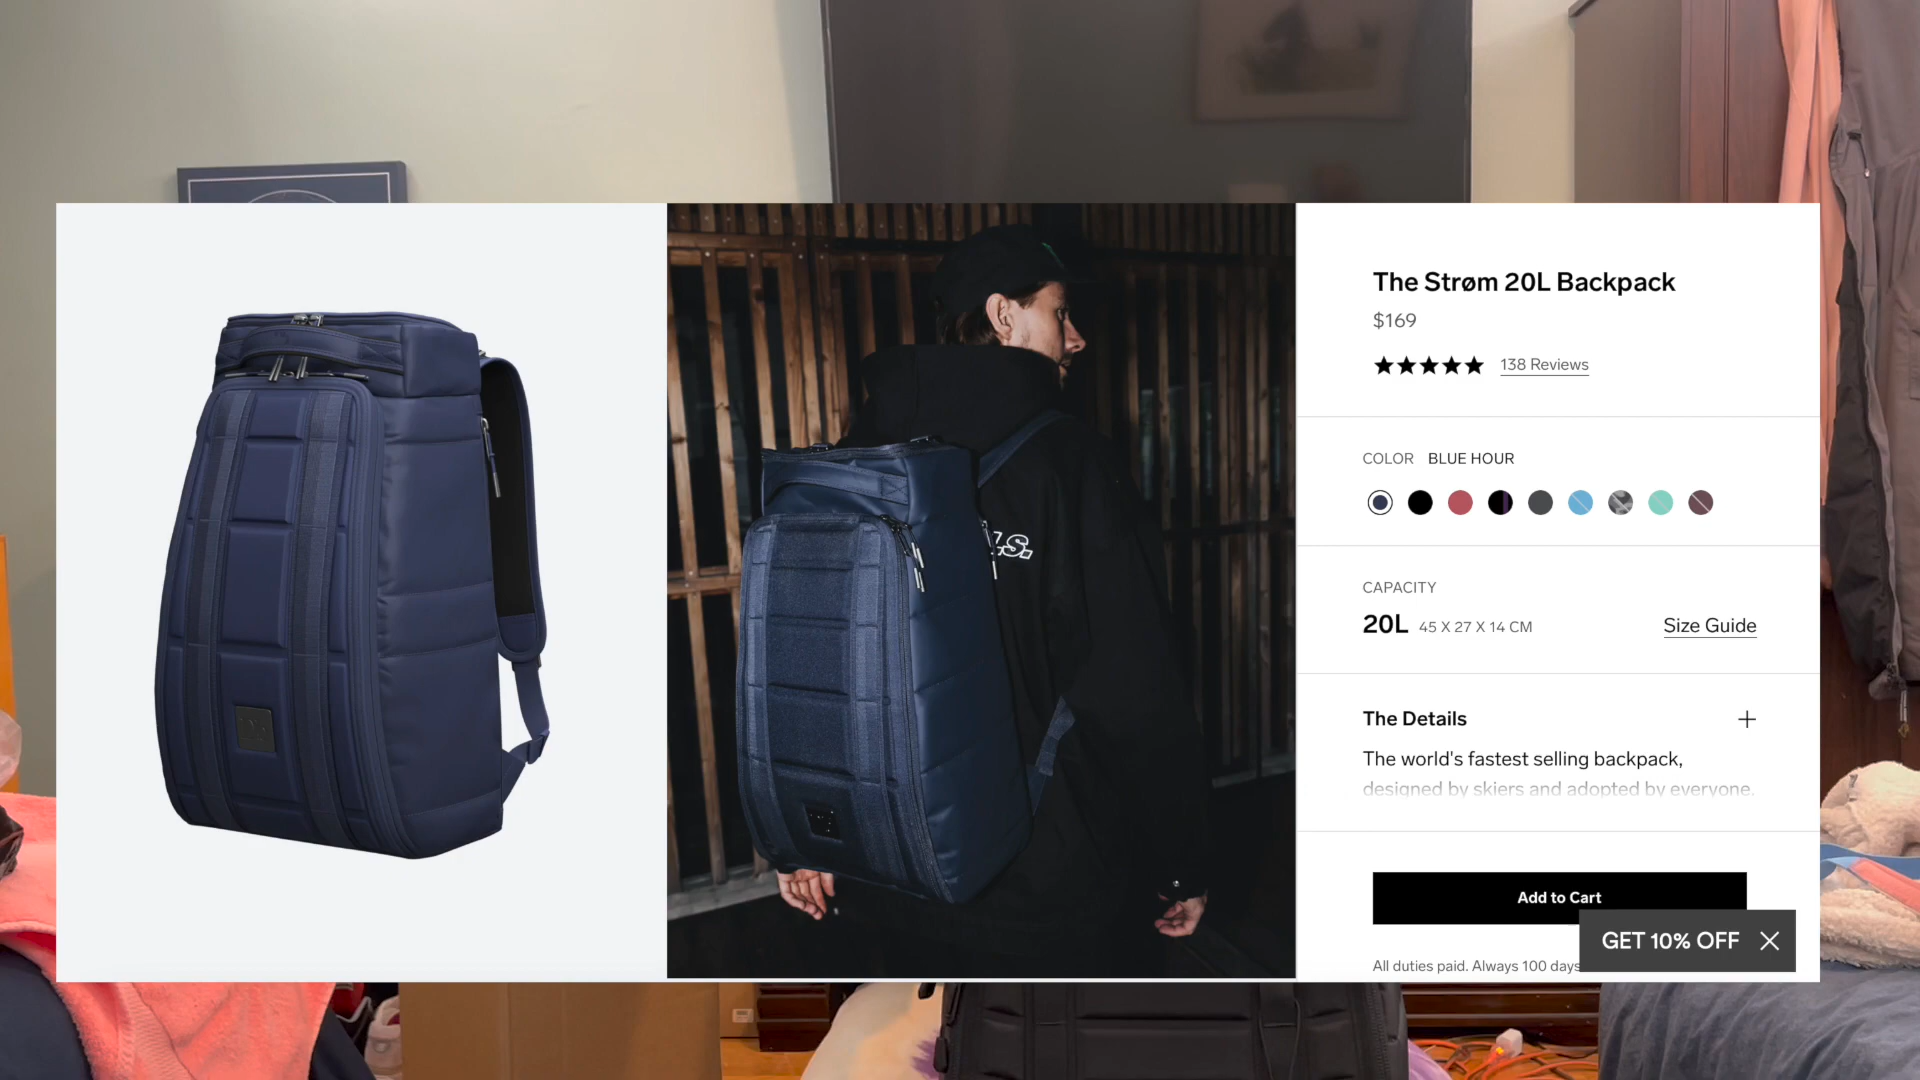 The Strøm 20L Backpack
$169
138 Reviews
COLOR BLUE HOUR
CAPACITY
20L 45 X 27 X 14 CM
Size Guide
The Details
The world's fastest selling backpack,
designed by skiers and adopted by everyone.
Add to Cart
GET 10% OFF
All duties paid. Always 100 days
.S.